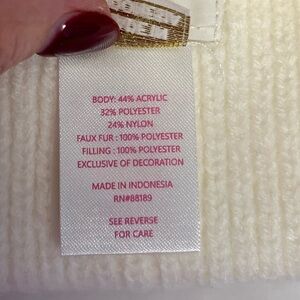 BODY: 44% ACRYLIC
32% POLYESTER
24% NYLON
FAUX FUR : 100% POLYESTER
FILLING : 100% POLYESTER
EXCLUSIVE OF DECORATION
MADE IN INDONESIA
RN#88189
SEE REVERSE
FOR CARE